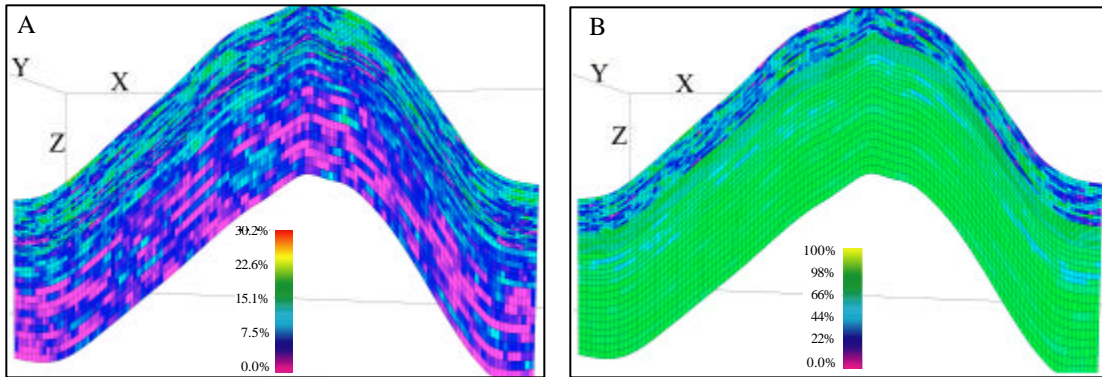 A
Y
X
Z
30.2%
22.6%
15.1%
7.5%
0.0%
B
Y
X
Z
100%
98%
66%
44%
22%
0.0%